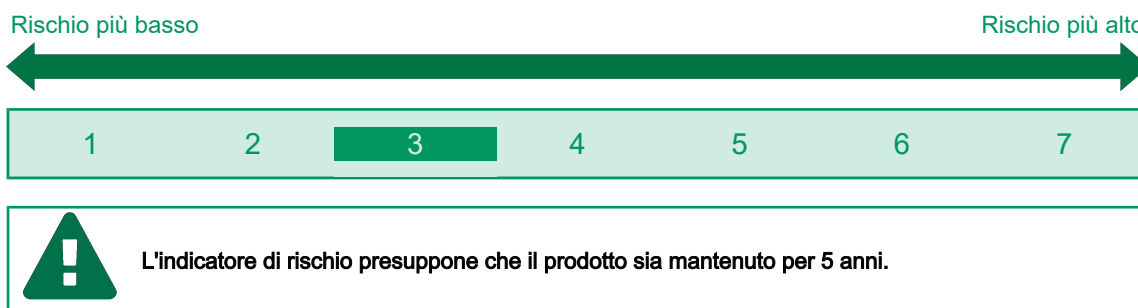 Rischio più basso Rischio più alto
1 2 3 4 5 6 7
L'indicatore di rischio presuppone che il prodotto sia mantenuto per 5 anni.